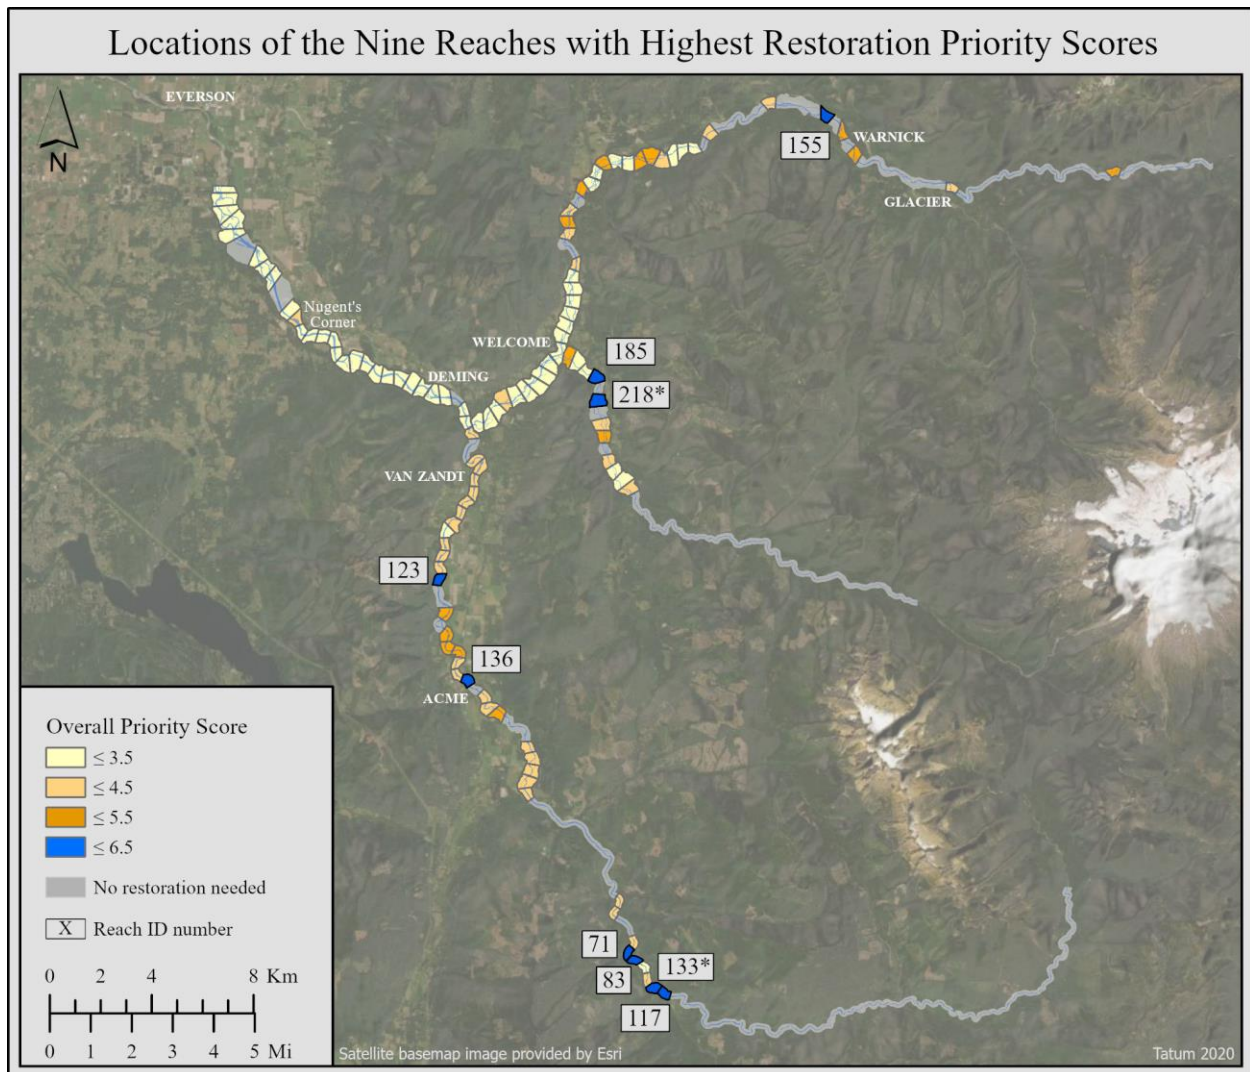 Locations of the Nine Reaches with Highest Restoration Priority Scores
EVERSON
N
155
WARNICK
GLACIER
Nugent's
Corner
WELCOME
185
DEMING
218*
VAN ZANDT
123
136
ACME
71
133*
83
117
Overall Priority Score
≤ 3.5
≤ 4.5
≤ 5.5
≤ 6.5
No restoration needed
X Reach ID number
0 2 4 8 Km
0 1 2 3 4 5 Mi
Satellite basemap image provided by Esri
Tatum 2020